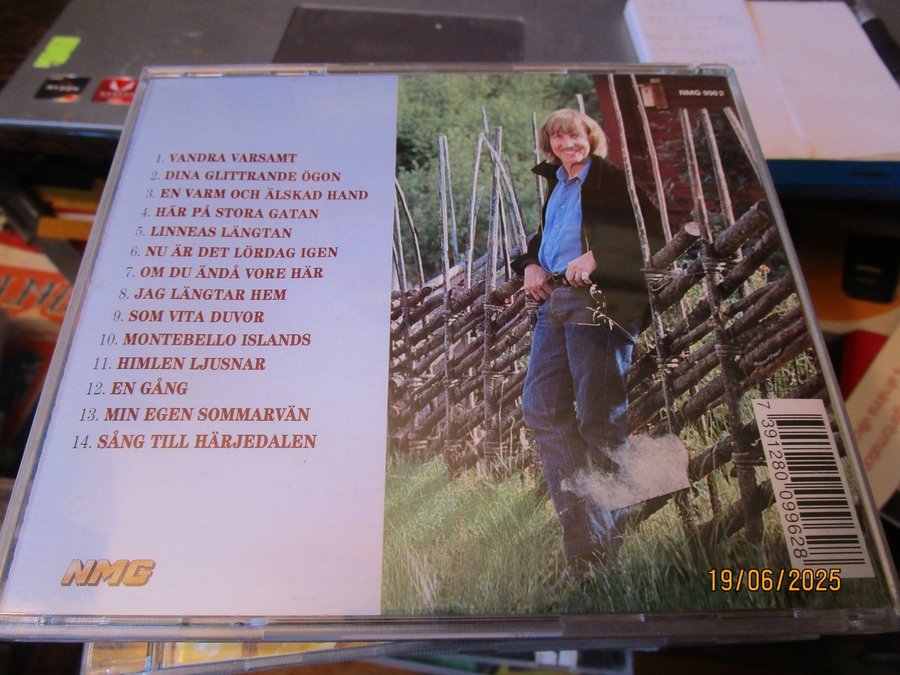 NMG 9962
1. VANDRA VARSAMT
2. DINA GLITTRANDE ÖGON
3. EN VARM OCH ÄLSKAD HAND
4. HÄR PÅ STORA GATAN
5. LINNEAS LÄNGTAN
6. NU ÄR DET LÖRDAG IGEN
7. OM DU ÄNDÅ VORE HÄR
8. JAG LÄNGTAR HEM
9. SOM VITA DUVOR
10. MONTEBELLO ISLANDS
11. HIMLEN LJUSNAR
12. EN GÅNG
13. MIN EGEN SOMMARVÄN
14. SÅNG TILL HÄRJEDALEN
NMG
7 391280 099628
19/06/2025